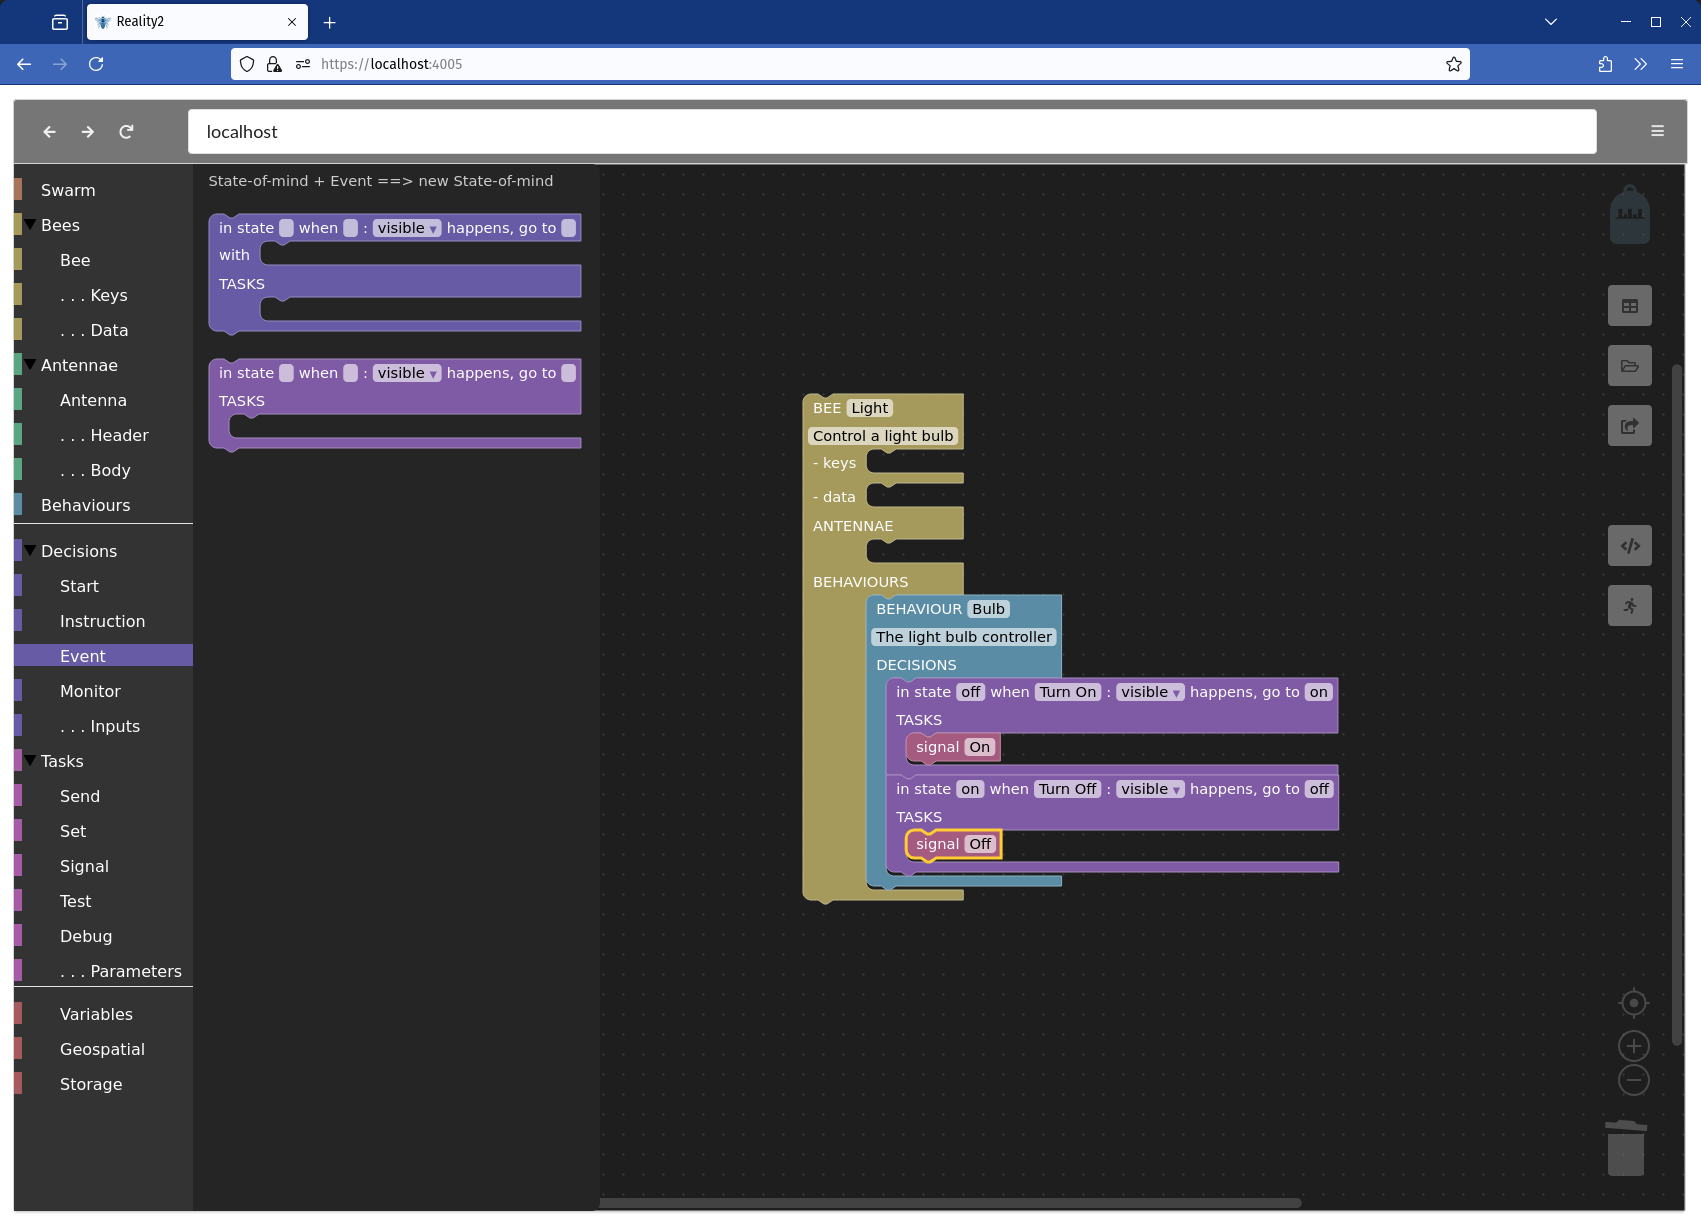 Reality2
https://localhost:4005
localhost
Swarm
Bees
Bee
. . . Keys
. . . Data
Antennae
Antenna
. . . Header
. . . Body
Behaviours
Decisions
Start
Instruction
Event
Monitor
. . . Inputs
Tasks
Send
Set
Signal
Test
Debug
. . . Parameters
Variables
Geospatial
Storage
State-of-mind + Event ==> new State-of-mind
in state when : visible ▾ happens, go to
with
TASKS
in state when : visible ▾ happens, go to
TASKS
BEE Light
Control a light bulb
- keys
- data
ANTENNAE
BEHAVIOURS
BEHAVIOUR Bulb
The light bulb controller
DECISIONS
in state off when Turn On : visible ▾ happens, go to on
TASKS
signal On
in state on when Turn Off : visible ▾ happens, go to off
TASKS
signal Off